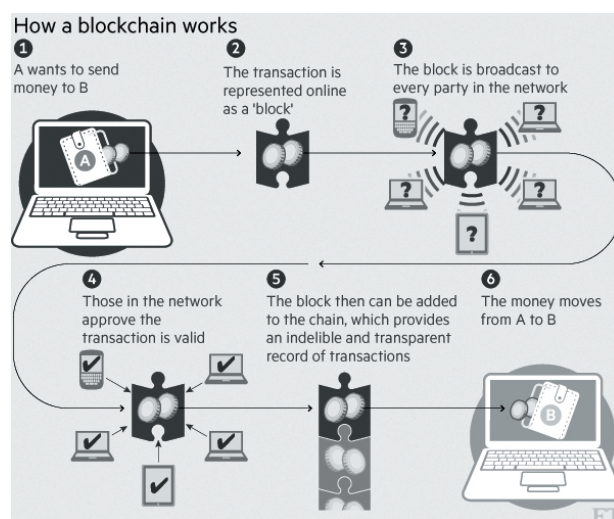 How a blockchain works
1
A wants to send
money to B
A
2
The transaction is
represented online
as a 'block'
3
The block is broadcast to
every party in the network
?
?
?
?
?
4
Those in the network
approve the
transaction is valid
5
The block then can be added
to the chain, which provides
an indelible and transparent
record of transactions
6
The money moves
from A to B
B